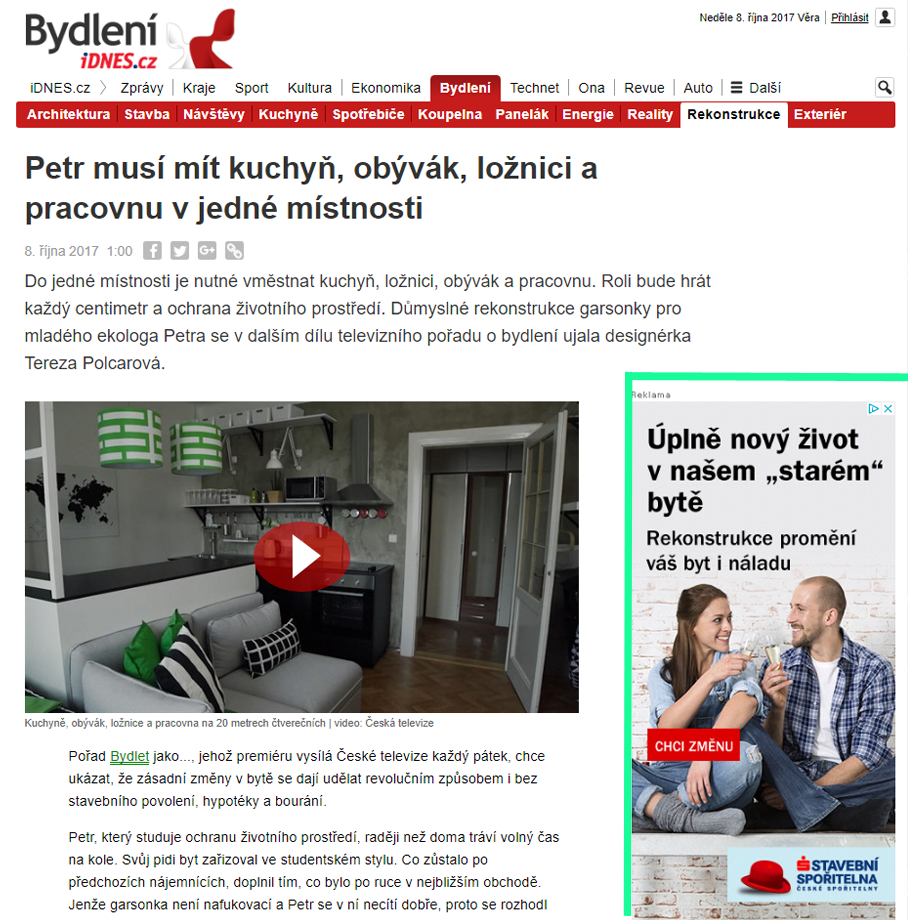 Bydlení
iDNES.cz
Neděle 8. října 2017 Věra | Přihlásit
iDNES.cz Zprávy Kraje Sport Kultura Ekonomika Bydlení Technet Ona Revue Auto Další
Architektura Stavba Návštěvy Kuchyně Spotřebiče Koupelna Panelák Energie Reality Rekonstrukce Exteriér
Petr musí mít kuchyň, obývák, ložnici a
pracovnu v jedné místnosti
8. října 2017 1:00
Do jedné místnosti je nutné vměstnat kuchyň, ložnici, obývák a pracovnu. Roli bude hrát
každý centimetr a ochrana životního prostředí. Důmyslné rekonstrukce garsonky pro
mladého ekologa Petra se v dalším dílu televizního pořadu o bydlení ujala designérka
Tereza Polcarová.
Kuchyně, obývák, ložnice a pracovna na 20 metrech čtverečních | video: Česká televize
Pořad Bydlet jako..., jehož premiéru vysílá České televize každý pátek, chce
ukázat, že zásadní změny v bytě se dají udělat revolučním způsobem i bez
stavebního povolení, hypotéky a bourání.
Petr, který studuje ochranu životního prostředí, raději než doma tráví volný čas
na kole. Svůj pidi byt zařizoval ve studentském stylu. Co zůstalo po
předchozích nájemnících, doplnil tím, co bylo po ruce v nejbližším obchodě.
Jenže garsonka není nafukovací a Petr se v ní necítí dobře, proto se rozhodl
Reklama
Úplně nový život
v našem „starém“
bytě
Rekonstrukce promění
váš byt i náladu
CHCI ZMĚNU
STAVEBNÍ
SPOŘITELNA
ČESKÉ SPOŘITELNY